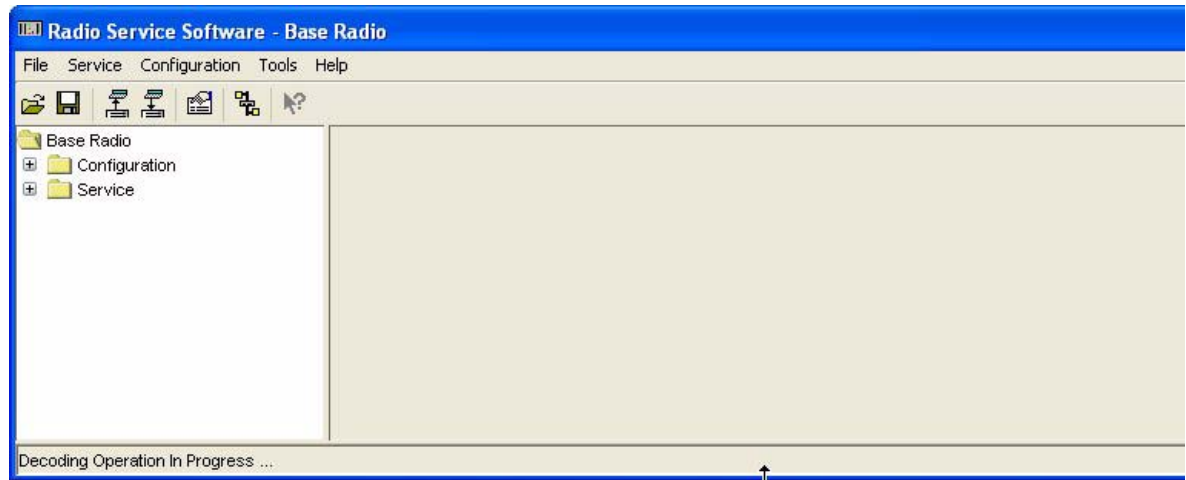 Radio Service Software - Base Radio
File Service Configuration Tools Help
Base Radio
Configuration
Service
Decoding Operation In Progress ...